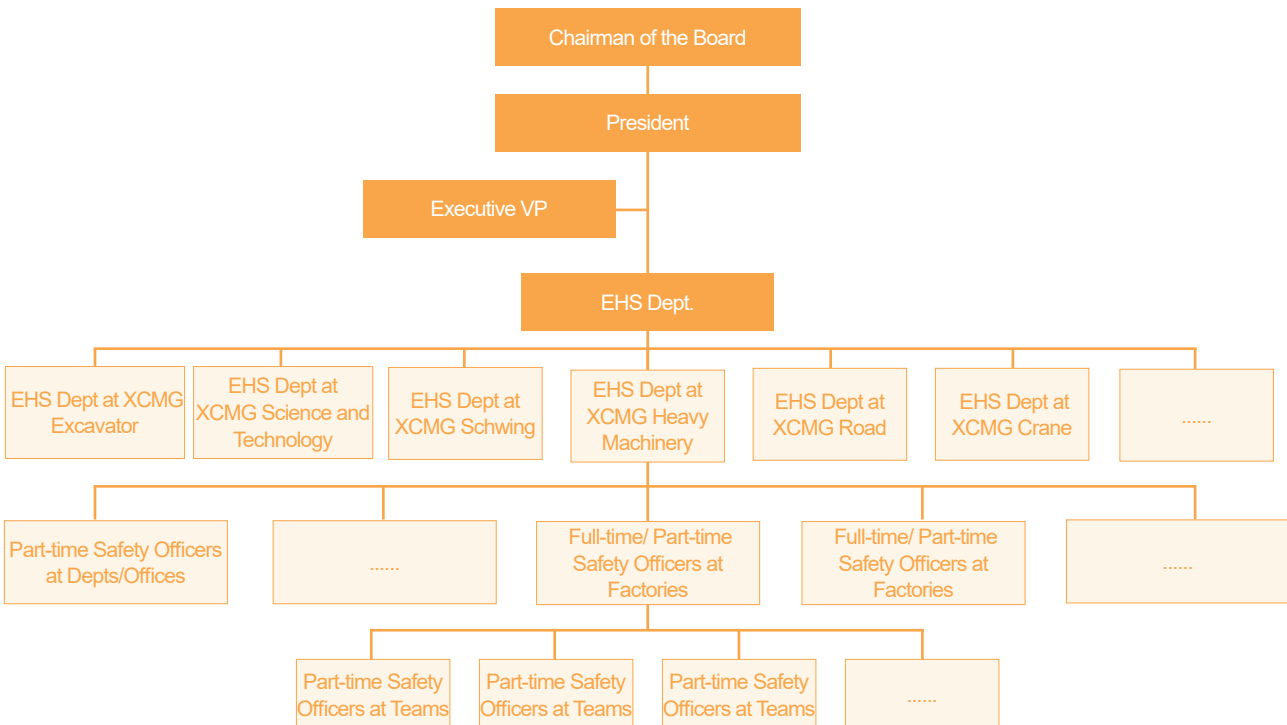 Chairman of the Board
President
Executive VP
EHS Dept.
EHS Dept at XCMG
Excavator
EHS Dept at
XCMG Science and
Technology
EHS Dept at
XCMG Schwing
EHS Dept at
XCMG Heavy
Machinery
EHS Dept at
XCMG Road
EHS Dept at
XCMG Crane
......
Part-time Safety Officers
at Depts/Offices
......
Full-time/ Part-time
Safety Officers at
Factories
Full-time/ Part-time
Safety Officers at
Factories
......
Part-time Safety
Officers at Teams
Part-time Safety
Officers at Teams
Part-time Safety
Officers at Teams
......